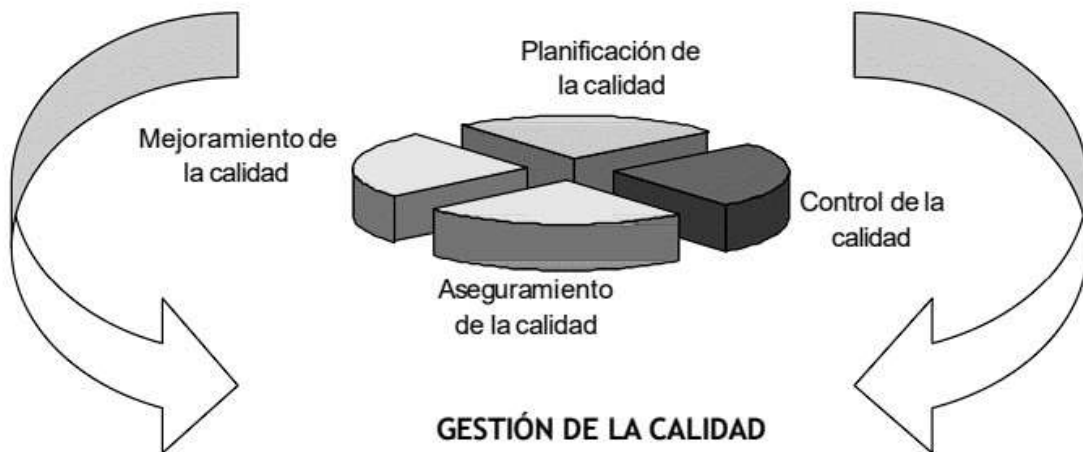 Planificación de
la calidad
Mejoramiento de
la calidad
Control de la
calidad
Aseguramiento
de la calidad
GESTIÓN DE LA CALIDAD